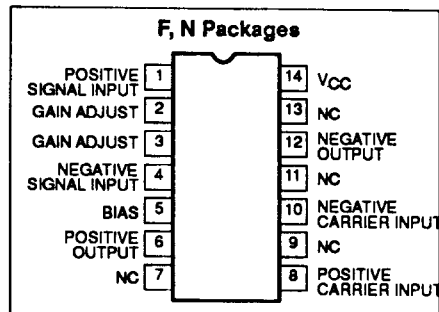 F, N Packages
POSITIVE
SIGNAL INPUT
1
GAIN ADJUST
2
GAIN ADJUST
3
NEGATIVE
SIGNAL INPUT
4
BIAS
5
POSITIVE
OUTPUT
6
NC
7
14
VCC
13
NC
12
NEGATIVE
OUTPUT
11
NC
10
NEGATIVE
CARRIER INPUT
9
NC
8
POSITIVE
CARRIER INPUT